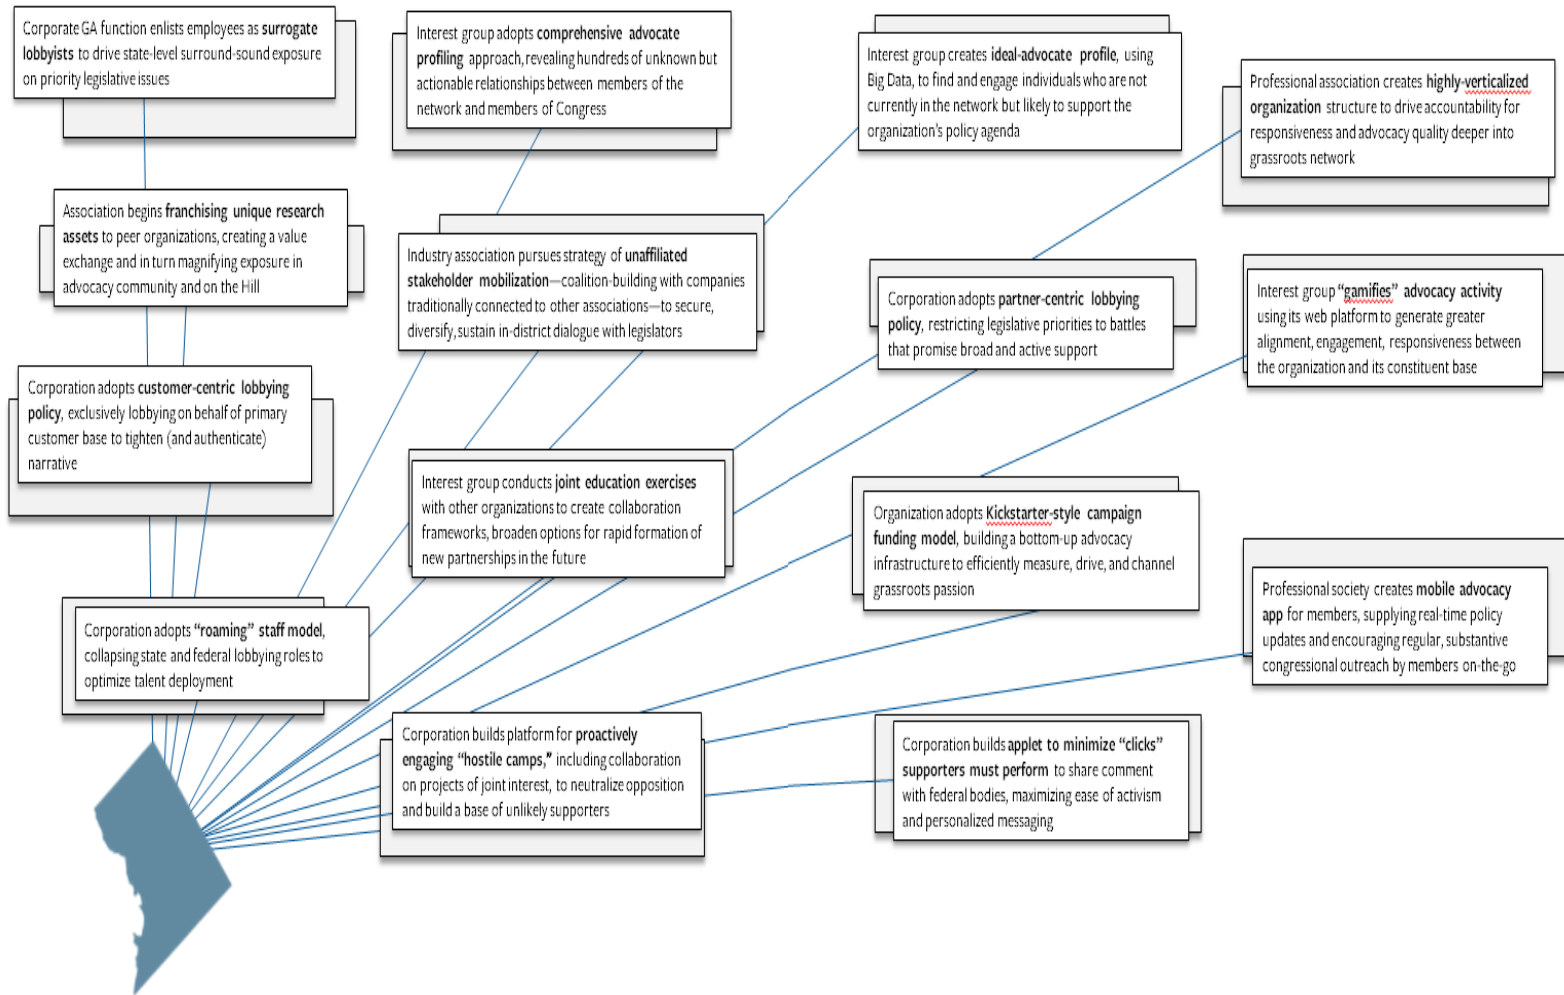 Corporate GA function enlists employees as surrogate
lobbyists to drive state-level surround-sound exposure
on priority legislative issues
Interest group adopts comprehensive advocate
profiling approach, revealing hundreds of unknown but
actionable relationships between members of the
network and members of Congress
Interest group creates ideal-advocate profile, using
Big Data, to find and engage individuals who are not
currently in the network but likely to support the
organization's policy agenda
Professional association creates highly-verticalized
organization structure to drive accountability for
responsiveness and advocacy quality deeper into
grassroots network
Association begins franchising unique research
assets to peer organizations, creating a value
exchange and in turn magnifying exposure in
advocacy community and on the Hill
Industry association pursues strategy of unaffiliated
stakeholder mobilization—coalition-building with companies
traditionally connected to other associations—to secure,
diversify, sustain in-district dialogue with legislators
Corporation adopts partner-centric lobbying
policy, restricting legislative priorities to battles
that promise broad and active support
Interest group “gamifies” advocacy activity
using its web platform to generate greater
alignment, engagement, responsiveness between
the organization and its constituent base
Corporation adopts customer-centric lobbying
policy, exclusively lobbying on behalf of primary
customer base to tighten (and authenticate)
narrative
Interest group conducts joint education exercises
with other organizations to create collaboration
frameworks, broaden options for rapid formation of
new partnerships in the future
Organization adopts Kickstarter-style campaign
funding model, building a bottom-up advocacy
infrastructure to efficiently measure, drive, and channel
grassroots passion
Professional society creates mobile advocacy
app for members, supplying real-time policy
updates and encouraging regular, substantive
congressional outreach by members on-the-go
Corporation adopts “roaming” staff model,
collapsing state and federal lobbying roles to
optimize talent deployment
Corporation builds platform for proactively
engaging “hostile camps,” including collaboration
on projects of joint interest, to neutralize opposition
and build a base of unlikely supporters
Corporation builds applet to minimize “clicks”
supporters must perform to share comment
with federal bodies, maximizing ease of activism
and personalized messaging